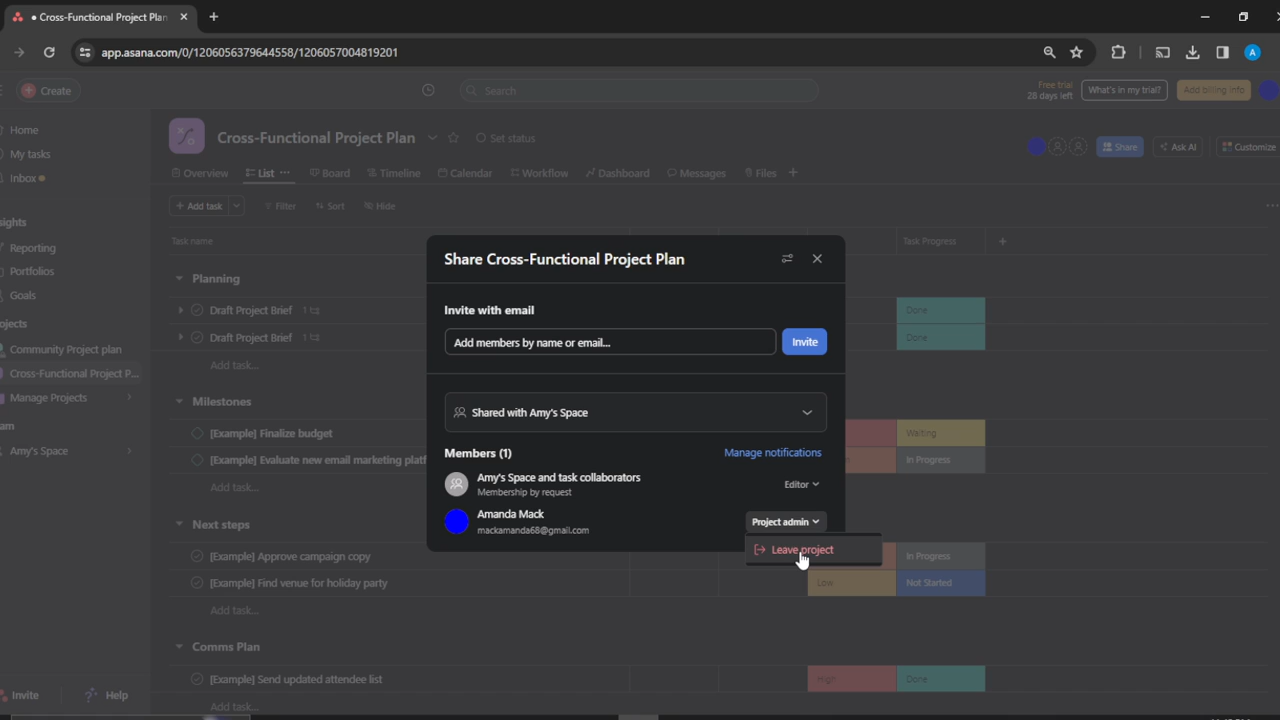 Cross-Functional Project Plan
app.asana.com/0/1206056379644558/1206057004819201
A
Create
Search
Free trial
28 days left
What's in my trial?
Add billing info
Home
My tasks
Inbox
Cross-Functional Project Plan
Set status
Share
Ask AI
Customize
Overview
List
Board
Timeline
Calendar
Workflow
Dashboard
Messages
Files
Add task
Filter
Sort
Hide
Task name
Task Progress
sights
Reporting
Portfolios
Goals
ojects
Community Project plan
Cross-Functional Project P...
Manage Projects
am
Amy's Space
Invite
Help
Planning
Draft Project Brief 1
Done
Draft Project Brief 1
Done
Add task...
Milestones
[Example] Finalize budget
Waiting
[Example] Evaluate new email marketing platf
In Progress
Add task...
Next steps
[Example] Approve campaign copy
In Progress
[Example] Find venue for holiday party
Low
Not Started
Add task...
Comms Plan
[Example] Send updated attendee list
High
Done
Add task...
Share Cross-Functional Project Plan
Invite with email
Add members by name or email...
Invite
Shared with Amy's Space
Members (1)
Manage notifications
Amy's Space and task collaborators
Membership by request
Editor
Amanda Mack
mackamanda68@gmail.com
Project admin
Leave project